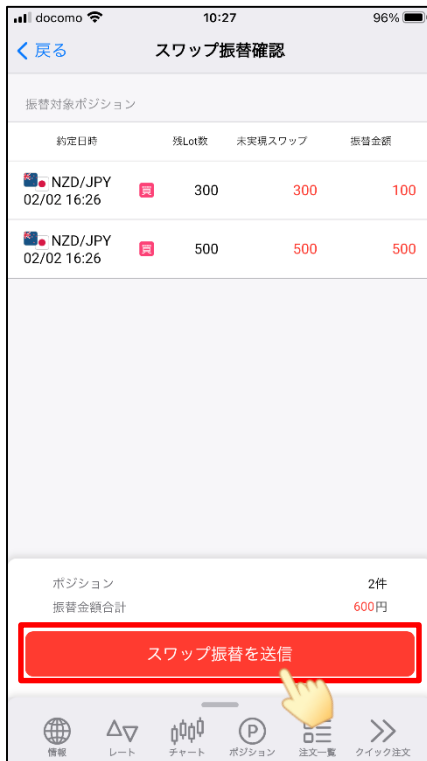 docomo 10:27 96%
戻る スワップ振替確認
振替対象ポジション
約定日時 残Lot数 未実現スワップ 振替金額
NZD/JPY
02/02 16:26 買 300 300 100
NZD/JPY
02/02 16:26 買 500 500 500
ポジション 2件
振替金額合計 600円
スワップ振替を送信
情報 レート チャート P ポジション 注文一覧 クイック注文